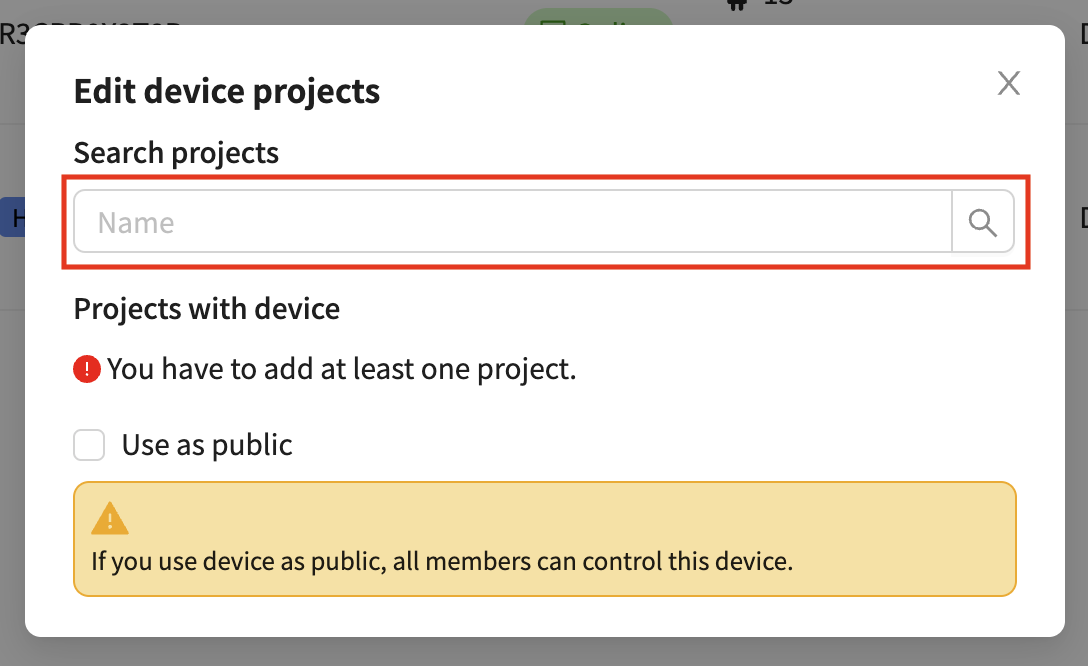 Edit device projects
Search projects
Name
Projects with device
You have to add at least one project.
Use as public
If you use device as public, all members can control this device.